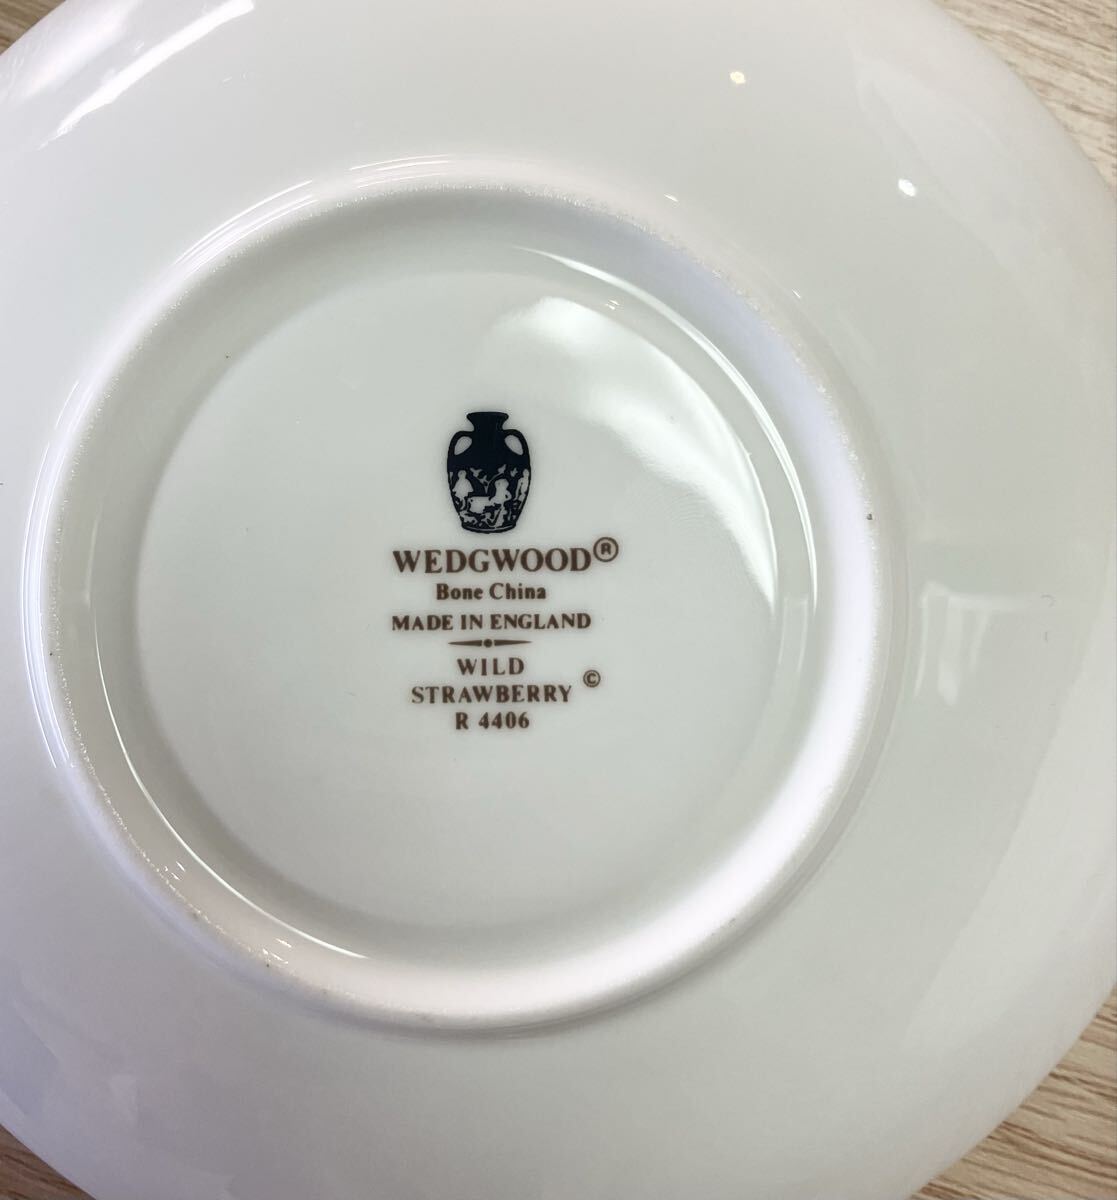 WEDGWOOD®
Bone China
MADE IN ENGLAND
WILD
STRAWBERRY ©
R 4406